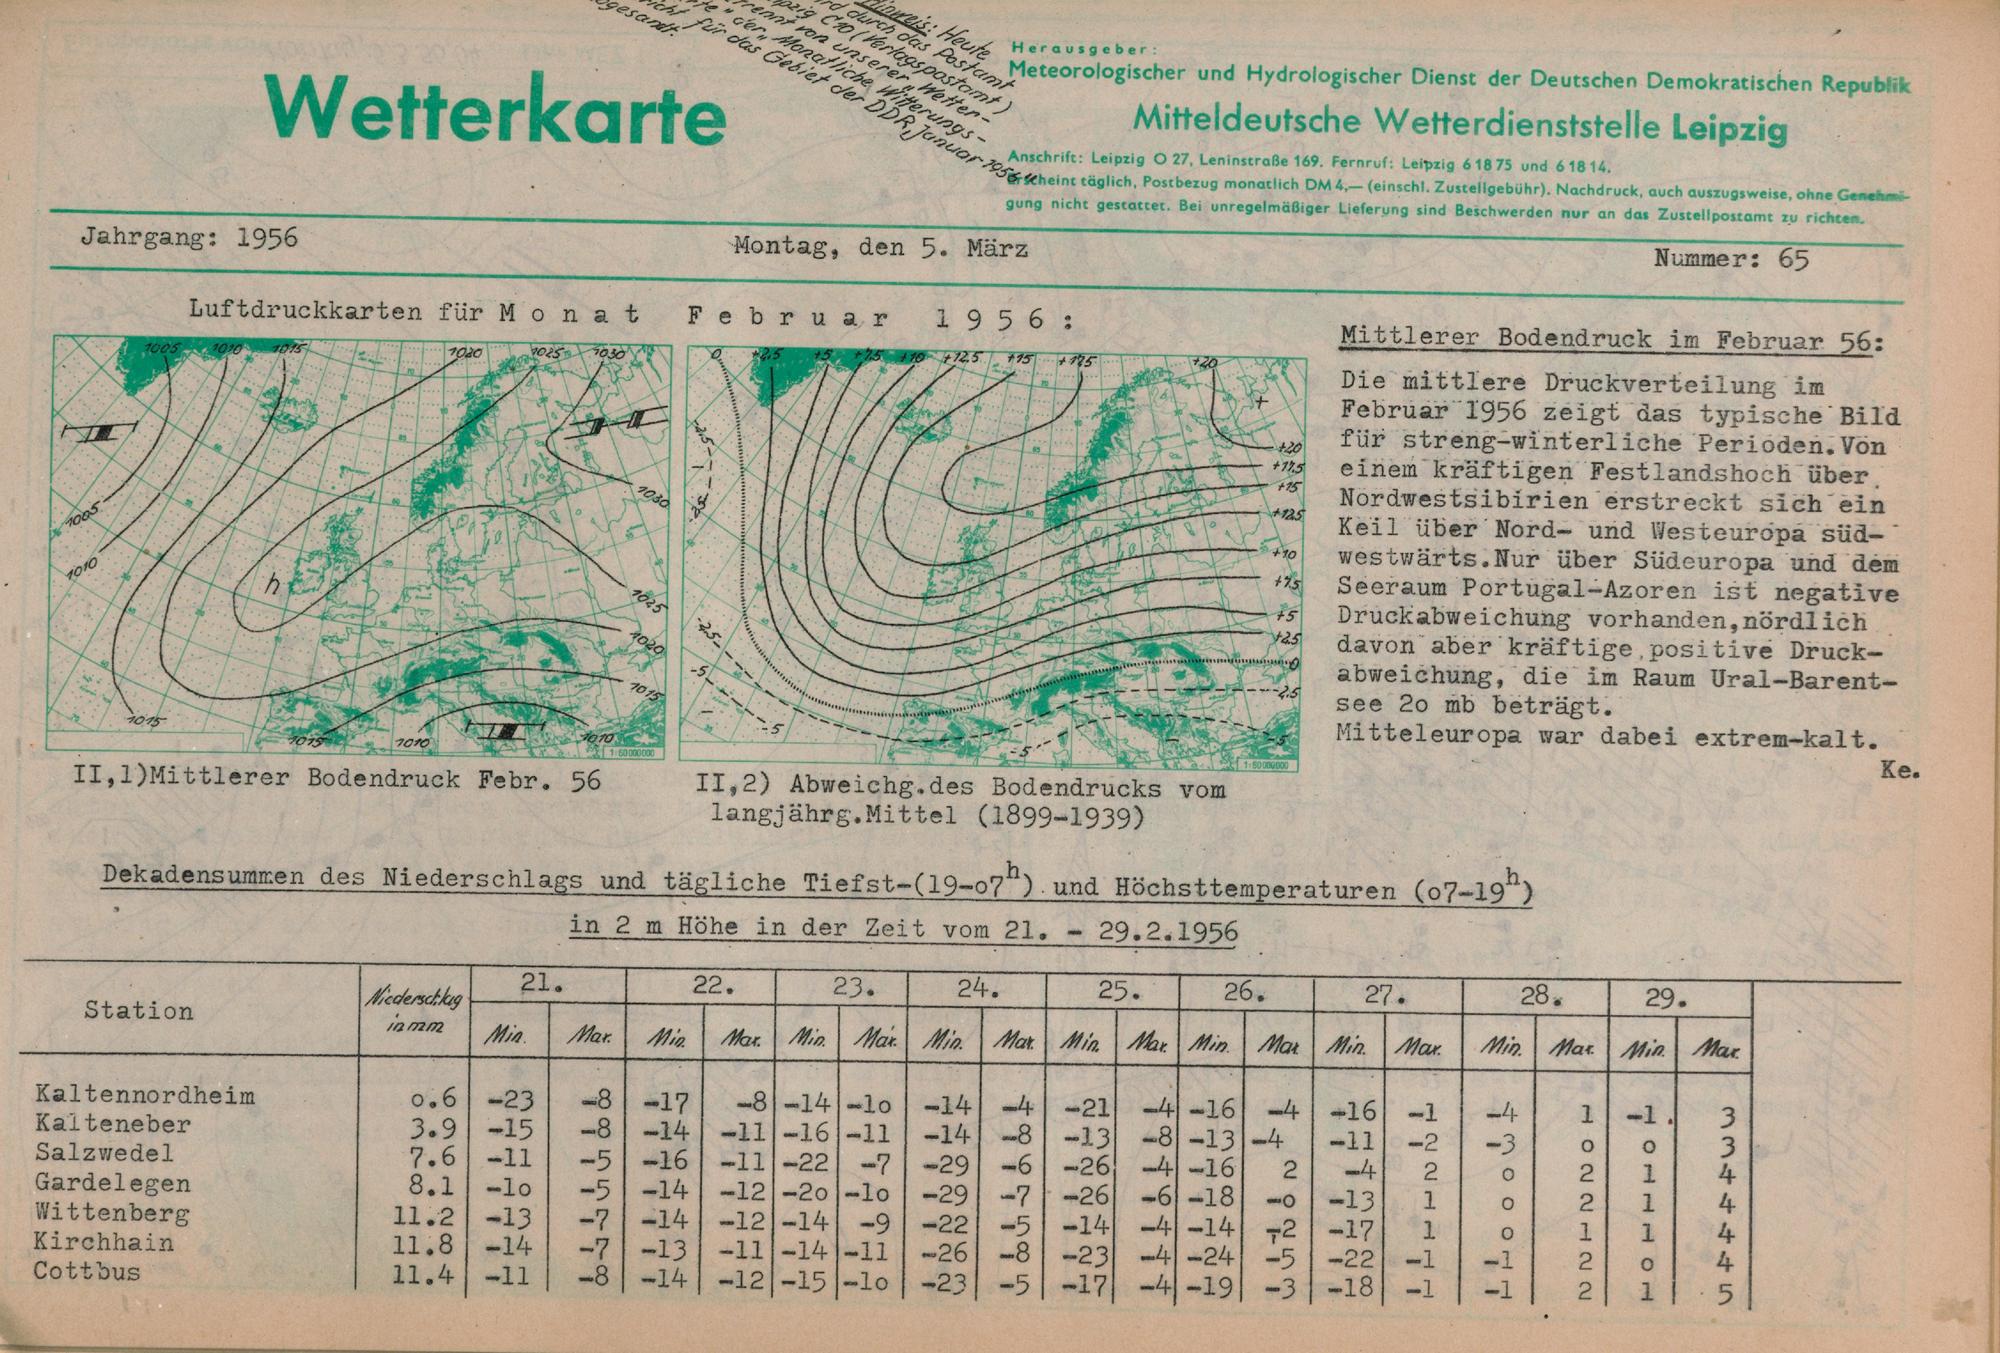 Hinweis: Heute
wird durch das Postamt
Leipzig C10 (Verlagspostamt)
getrennt von unserer „Wetter-
karte" der „Monatliche Witterungs-
bericht für das Gebiet der DDR, Januar 1956"
Wetterkarte
Herausgeber:
Meteorologischer und Hydrologischer Dienst der Deutschen Demokratischen Republik
Mitteldeutsche Wetterdienststelle Leipzig
Anschrift: Leipzig O 27, Leninstraße 169. Fernruf: Leipzig 6 18 75 und 6 18 14.
Erscheint täglich, Postbezug monatlich DM 4,— (einschl. Zustellgebühr). Nachdruck, auch auszugsweise, ohne Genehmi-
gung nicht gestattet. Bei unregelmäßiger Lieferung sind Beschwerden nur an das Zustellpostamt zu richten.
Jahrgang: 1956 Montag, den 5. März Nummer: 65
Luftdruckkarten für Monat Februar 1956:
1005 1010 1015 1020 1025 1030
1030
1005
1010
h
1025
1020
1015
1015
1015 1010 1010
1:60000000
0 +2,5 +5 +7,5 +10 +12,5 +15 +17,5 +20
+
-2,5
+20
+17,5
+15
+12,5
+10
+7,5
+5
+2,5
0
-2,5
-2,5
-5
-5
-5
-5
1:60000000
II,1)Mittlerer Bodendruck Febr. 56
II,2) Abweichg.des Bodendrucks vom
langjährg.Mittel (1899-1939)
Mittlerer Bodendruck im Februar 56:
Die mittlere Druckverteilung im
Februar 1956 zeigt das typische Bild
für streng-winterliche Perioden.Von
einem kräftigen Festlandshoch über
Nordwestsibirien erstreckt sich ein
Keil über Nord- und Westeuropa süd-
westwärts.Nur über Südeuropa und dem
Seeraum Portugal-Azoren ist negative
Druckabweichung vorhanden,nördlich
davon aber kräftige positive Druck-
abweichung, die im Raum Ural-Barent-
see 2o mb beträgt.
Mitteleuropa war dabei extrem-kalt.
Ke.
Dekadensummen des Niederschlags und tägliche Tiefst-(19-o7h) und Höchsttemperaturen (o7-19h)
in 2 m Höhe in der Zeit vom 21. - 29.2.1956
Station Niederschlag in mm 21. 22. 23. 24. 25. 26. 27. 28. 29.
Min. Max. Min. Max. Min. Max. Min. Max. Min. Max. Min. Max. Min. Max. Min. Max. Min. Max.
Kaltennordheim o.6 -23 -8 -17 -8 -14 -1o -14 -4 -21 -4 -16 -4 -16 -1 -4 1 -1 3
Kalteneber 3.9 -15 -8 -14 -11 -16 -11 -14 -8 -13 -8 -13 -4 -11 -2 -3 o o 3
Salzwedel 7.6 -11 -5 -16 -11 -22 -7 -29 -6 -26 -4 -16 2 -4 2 o 2 1 4
Gardelegen 8.1 -1o -5 -14 -12 -2o -1o -29 -7 -26 -6 -18 -o -13 1 o 2 1 4
Wittenberg 11.2 -13 -7 -14 -12 -14 -9 -22 -5 -14 -4 -14 -2 -17 1 o 1 1 4
Kirchhain 11.8 -14 -7 -13 -11 -14 -11 -26 -8 -23 -4 -24 -5 -22 -1 -1 2 o 4
Cottbus 11.4 -11 -8 -14 -12 -15 -1o -23 -5 -17 -4 -19 -3 -18 -1 -1 2 1 5